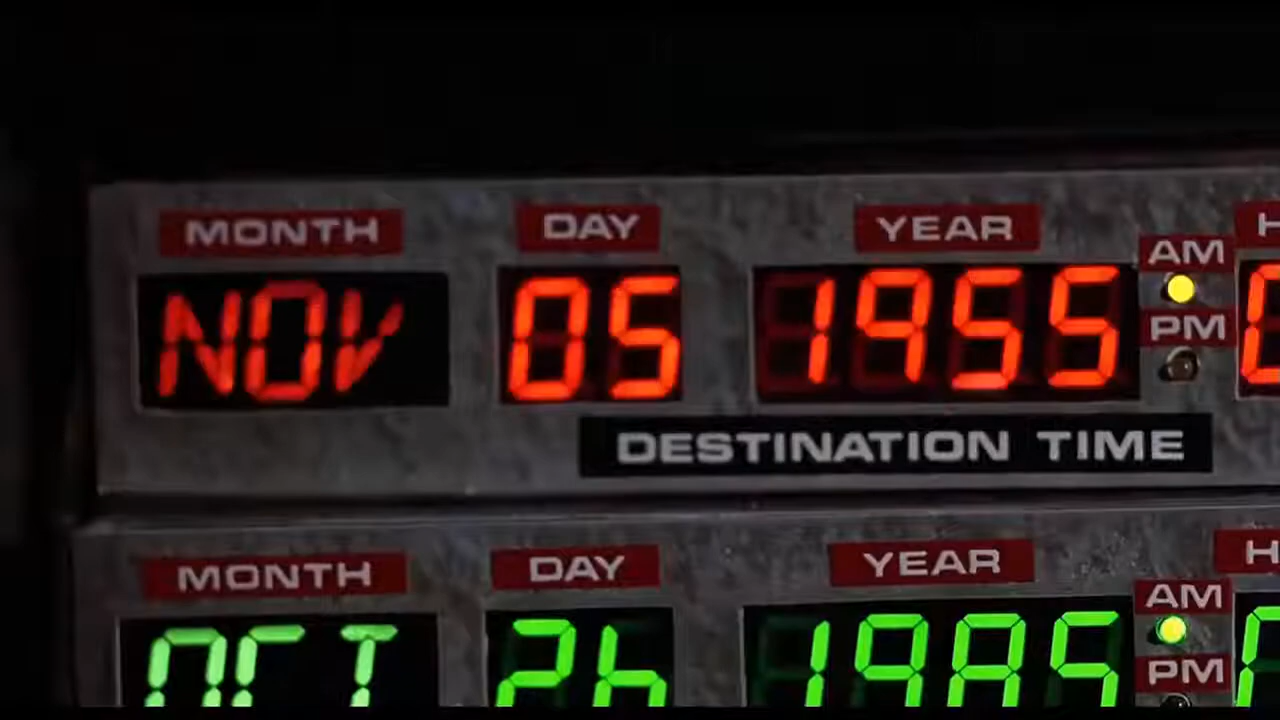 MONTH DAY YEAR
AM
NOV 05 1955
PM
DESTINATION TIME
MONTH DAY YEAR
AM
OCT 26 1985
PM